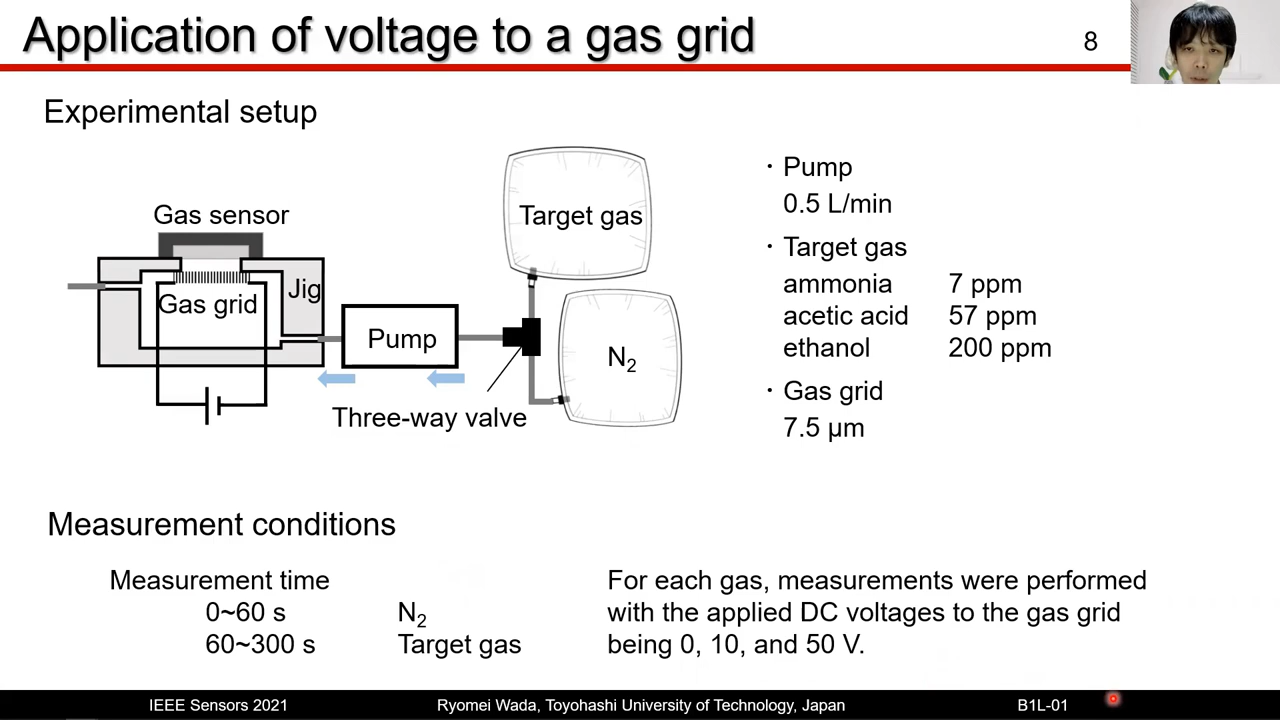 Application of voltage to a gas grid
8
Experimental setup
Gas sensor
Gas grid
Jig
Pump
Three-way valve
Target gas
N₂
・Pump
0.5 L/min
・Target gas
ammonia 7 ppm
acetic acid 57 ppm
ethanol 200 ppm
・Gas grid
7.5 μm
Measurement conditions
Measurement time
0~60 s N₂
60~300 s Target gas
For each gas, measurements were performed
with the applied DC voltages to the gas grid
being 0, 10, and 50 V.
IEEE Sensors 2021 Ryomei Wada, Toyohashi University of Technology, Japan B1L-01